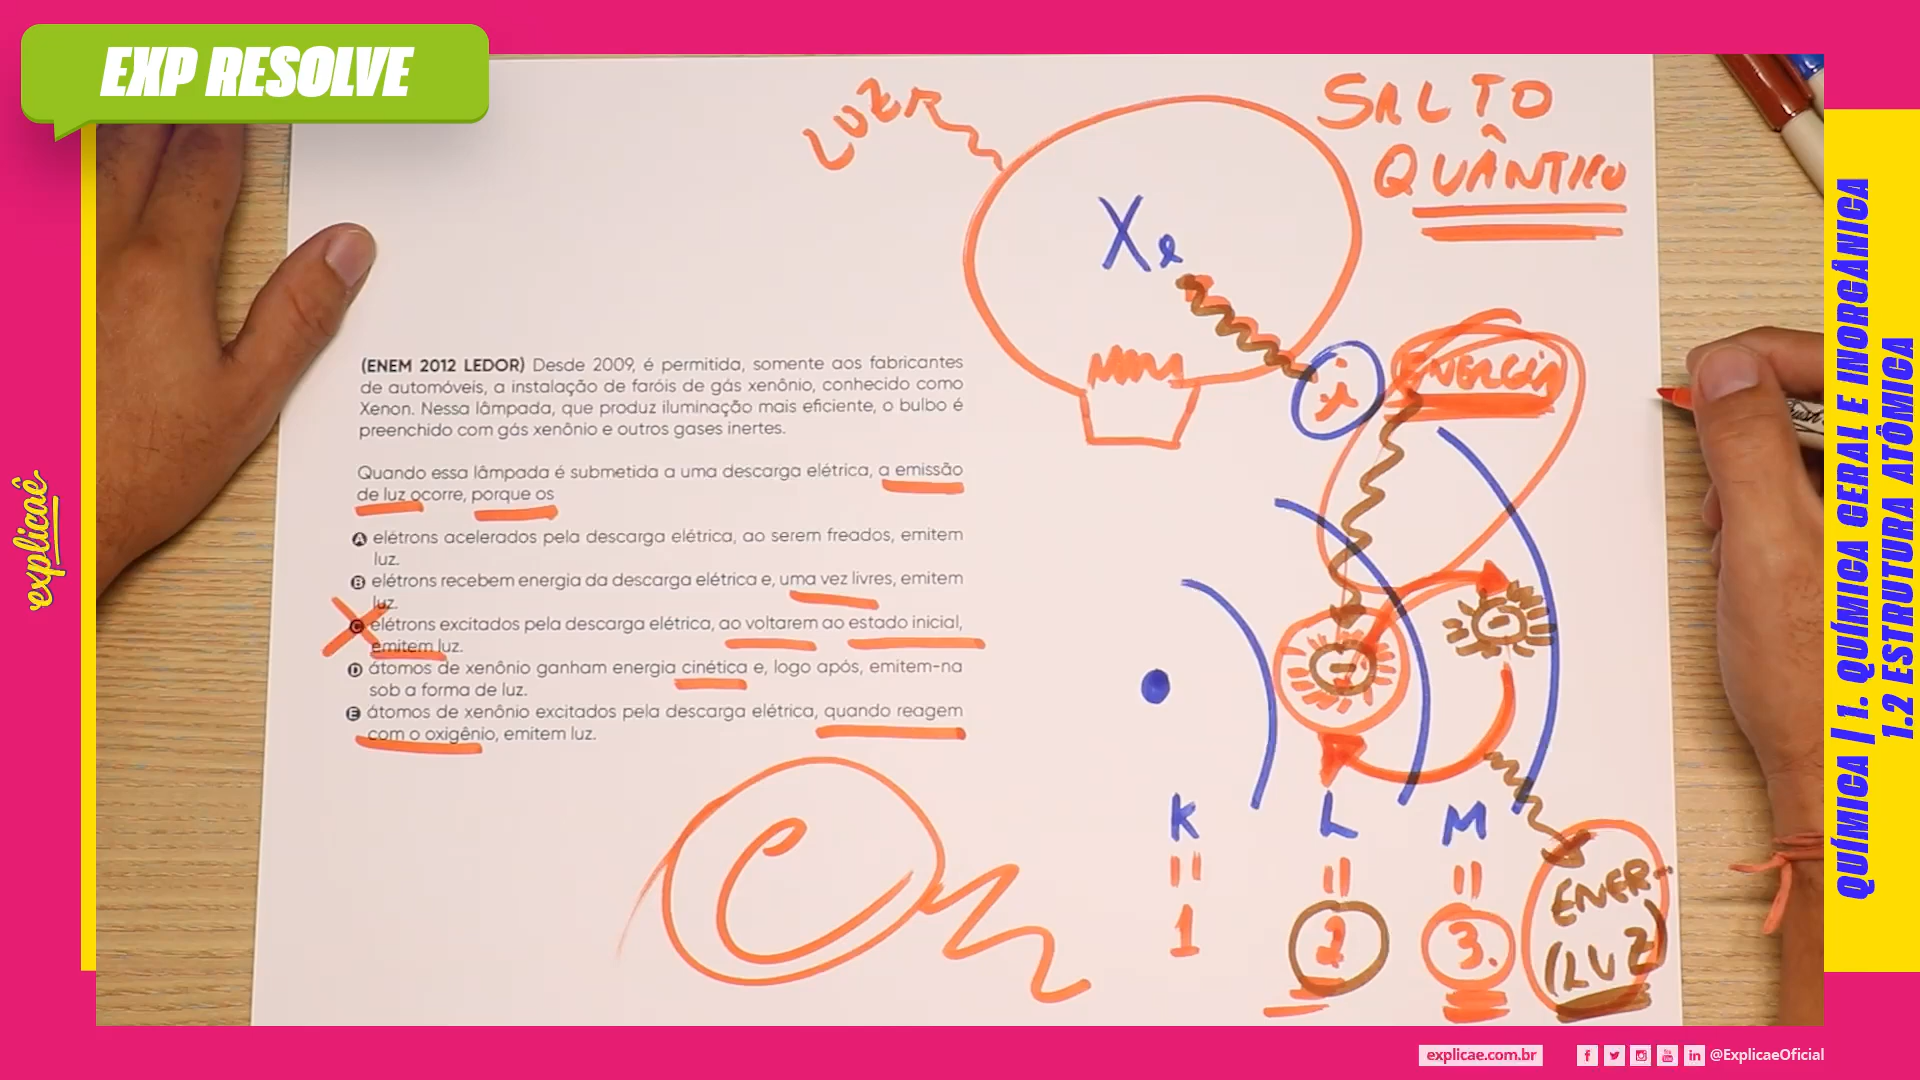 EXP RESOLVE
LUZ
SALTO
QUÂNTICO
Xe
i
ENERGIA
(ENEM 2012 LEDOR) Desde 2009, é permitida, somente aos fabricantes
de automóveis, a instalação de faróis de gás xenônio, conhecido como
Xenon. Nessa lâmpada, que produz iluminação mais eficiente, o bulbo é
preenchido com gás xenônio e outros gases inertes.
Quando essa lâmpada é submetida a uma descarga elétrica, a emissão
de luz ocorre, porque os
A elétrons acelerados pela descarga elétrica, ao serem freados, emitem
luz.
B elétrons recebem energia da descarga elétrica e, uma vez livres, emitem
luz.
C elétrons excitados pela descarga elétrica, ao voltarem ao estado inicial,
emitem luz.
D átomos de xenônio ganham energia cinética e, logo após, emitem-na
sob a forma de luz.
E átomos de xenônio excitados pela descarga elétrica, quando reagem
com o oxigênio, emitem luz.
C
K L M
= = =
1 2 3.
ENER...
(LUZ)
explicaê
QUÍMICA | 1. QUÍMICA GERAL E INORGÂNICA
1.2 ESTRUTURA ATÔMICA
explicae.com.br
@ExplicaeOficial